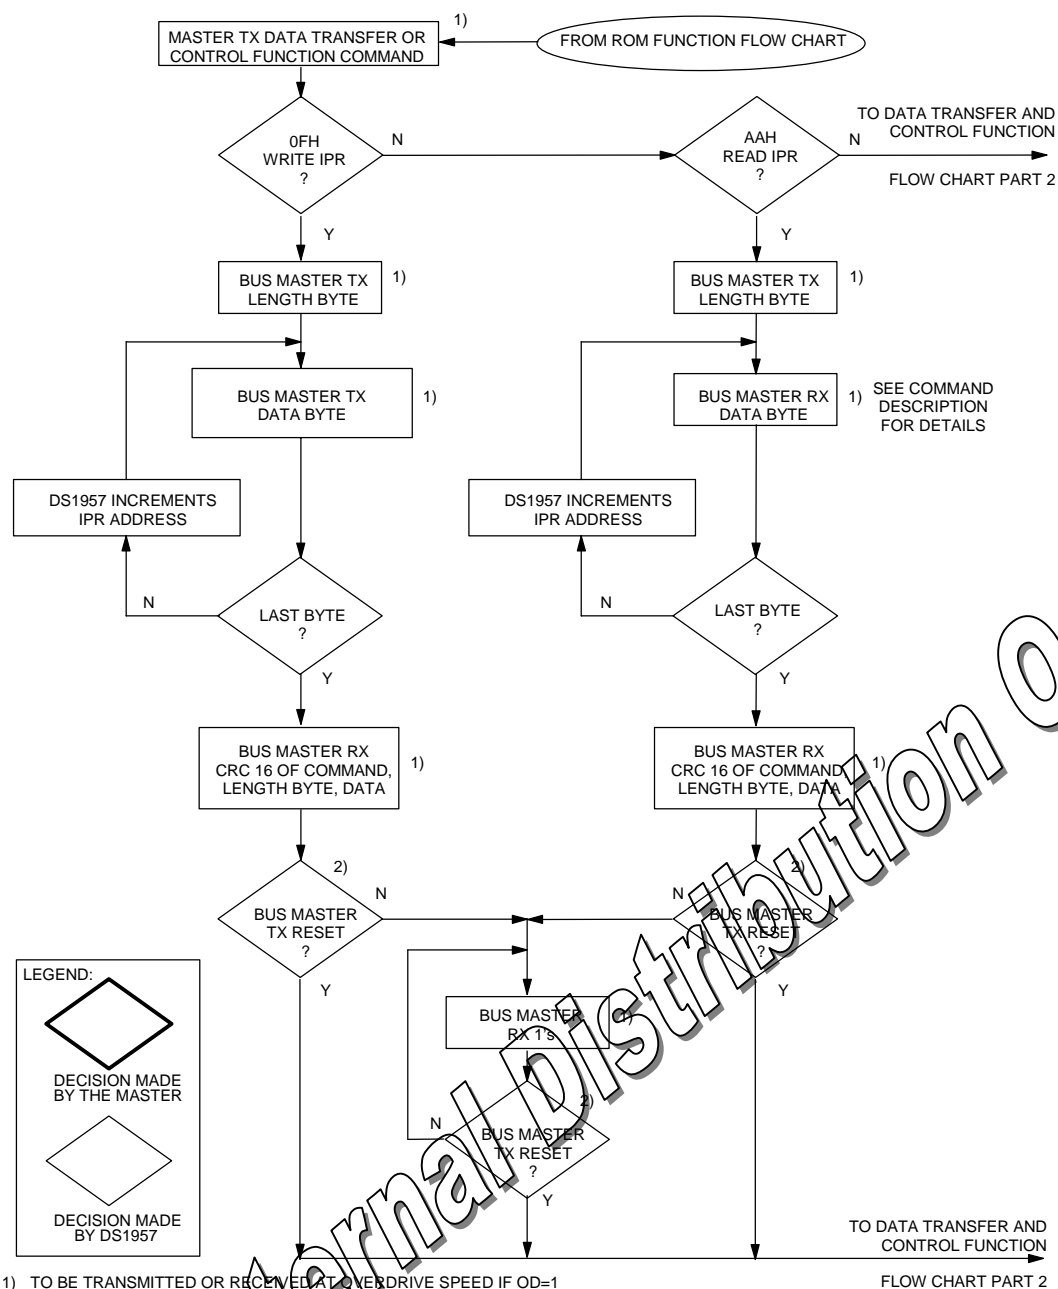 1)
MASTER TX DATA TRANSFER OR
CONTROL FUNCTION COMMAND
FROM ROM FUNCTION FLOW CHART
0FH
WRITE IPR
?
N
AAH
READ IPR
?
N
TO DATA TRANSFER AND
CONTROL FUNCTION
FLOW CHART PART 2
Y
Y
BUS MASTER TX
LENGTH BYTE
1)
BUS MASTER TX
LENGTH BYTE
1)
BUS MASTER TX
DATA BYTE
1)
BUS MASTER RX
DATA BYTE
1)
SEE COMMAND
DESCRIPTION
FOR DETAILS
DS1957 INCREMENTS
IPR ADDRESS
DS1957 INCREMENTS
IPR ADDRESS
N
LAST BYTE
?
N
LAST BYTE
?
Y
Y
BUS MASTER RX
CRC 16 OF COMMAND,
LENGTH BYTE, DATA
1)
BUS MASTER RX
CRC 16 OF COMMAND
LENGTH BYTE, DATA
1)
2)
BUS MASTER
TX RESET
?
N
N
2)
BUS MASTER
TX RESET
?
Y
Y
BUS MASTER
RX 1's
1)
2)
N
BUS MASTER
TX RESET
?
Y
LEGEND:
DECISION MADE
BY THE MASTER
DECISION MADE
BY DS1957
TO DATA TRANSFER AND
CONTROL FUNCTION
FLOW CHART PART 2
1) TO BE TRANSMITTED OR RECEIVED AT OVERDRIVE SPEED IF OD=1
ernal Distribution O